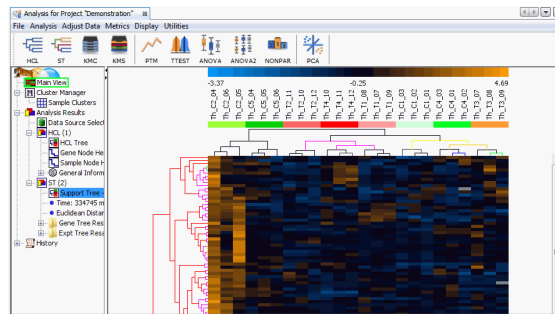 Analysis for Project "Demonstration"
File Analysis Adjust Data Metrics Display Utilities
HCL ST KMC KMS PTM TTEST ANOVA ANOVA2 NONPAR PCA
Main View
Cluster Manager
Sample Clusters
Analysis Results
Data Source Select
HCL (1)
HCL Tree
Gene Node He
Sample Node H
General Inform
ST (2)
Support Tree -
Time: 334745 m
Euclidean Distar
Gene Tree Resu
Expt Tree Resu
History
-3.37 -0.25 4.69
Th_C2_04
Th_C2_06
Th_C2_05
Th_C5_04
Th_C5_05
Th_C5_06
Th_T2_11
Th_T2_10
Th_T2_12
Th_T4_10
Th_T4_11
Th_T4_12
Th_T1_08
Th_T1_07
Th_T1_09
Th_C1_03
Th_C1_02
Th_C1_01
Th_C4_03
Th_C4_01
Th_C4_02
Th_T3_07
Th_T3_08
Th_T3_09